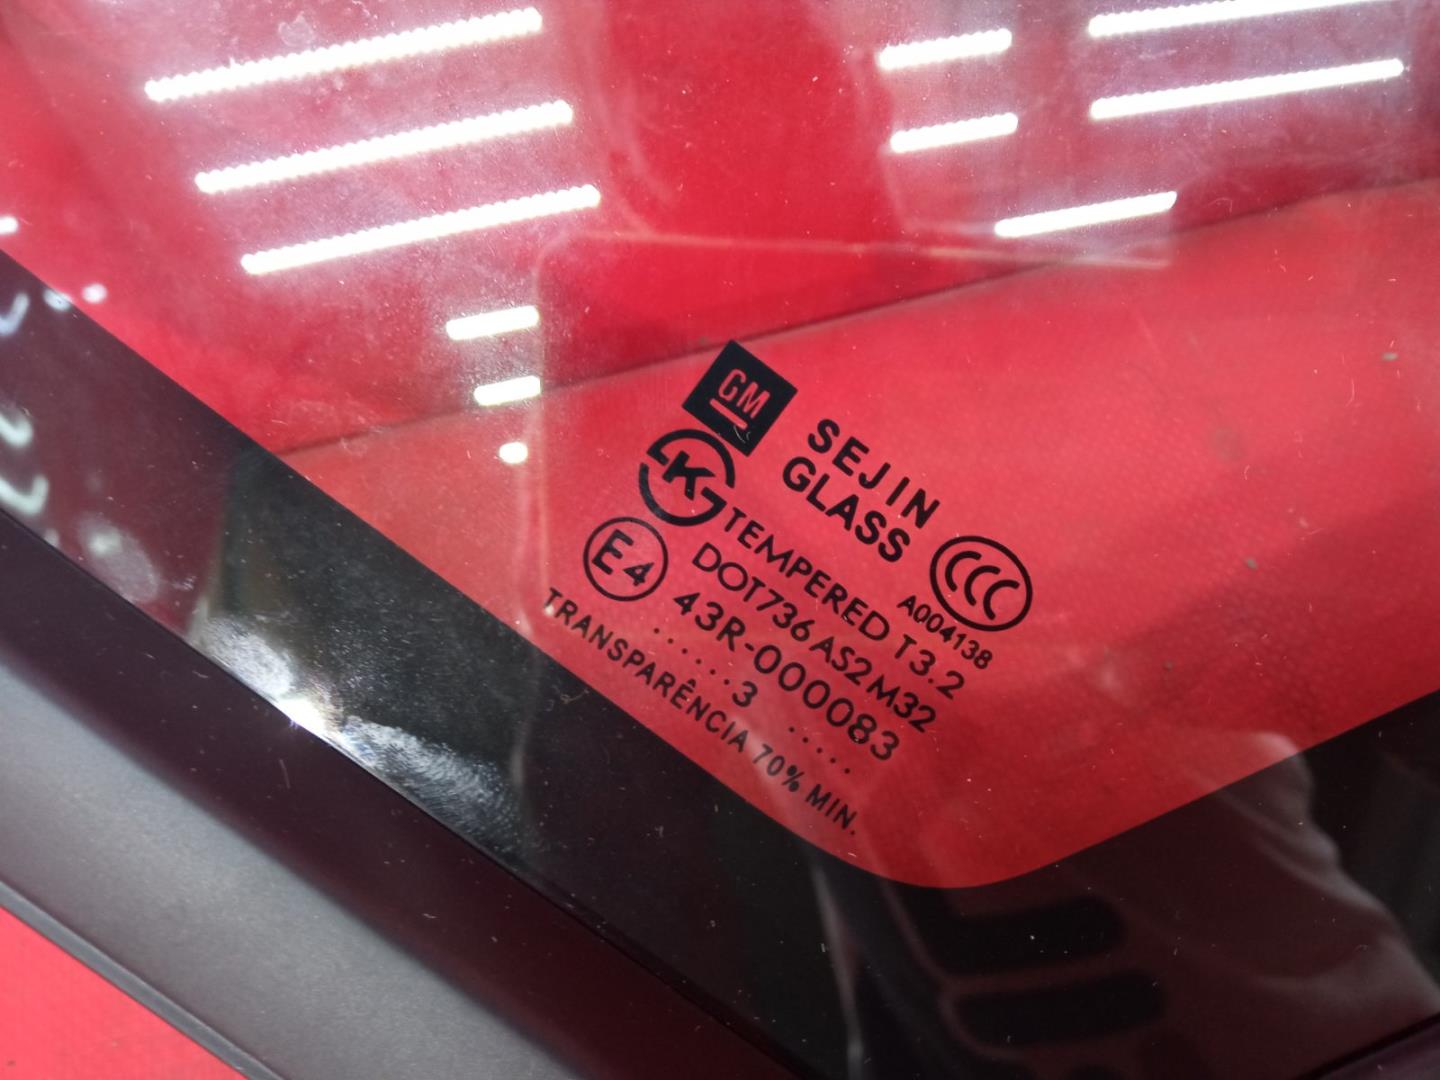 GM
SEJIN
GLASS
K
CCC
TEMPERED T3.2
A004138
DOT736 AS2 M32
E4
43R-000083
.....3.....
TRANSPARÊNCIA 70% MIN.